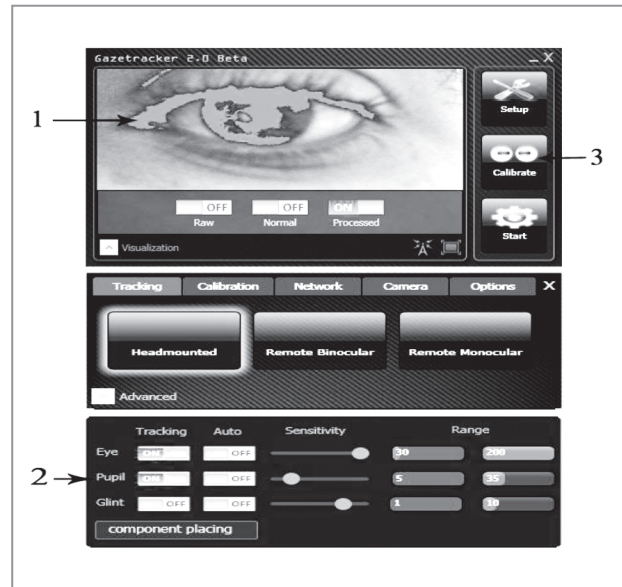 Gazetracker 2.0 Beta
_ X
Setup
1
3
Calibrate
OFF OFF ON
Raw Normal Processed
Start
Visualization
Tracking Calibration Network Camera Options X
Headmounted Remote Binocular Remote Monocular
Advanced
Tracking Auto Sensitivity Range
Eye ON OFF 30 200
2 Pupil ON OFF 5 35
Glint OFF OFF 1 10
component placing